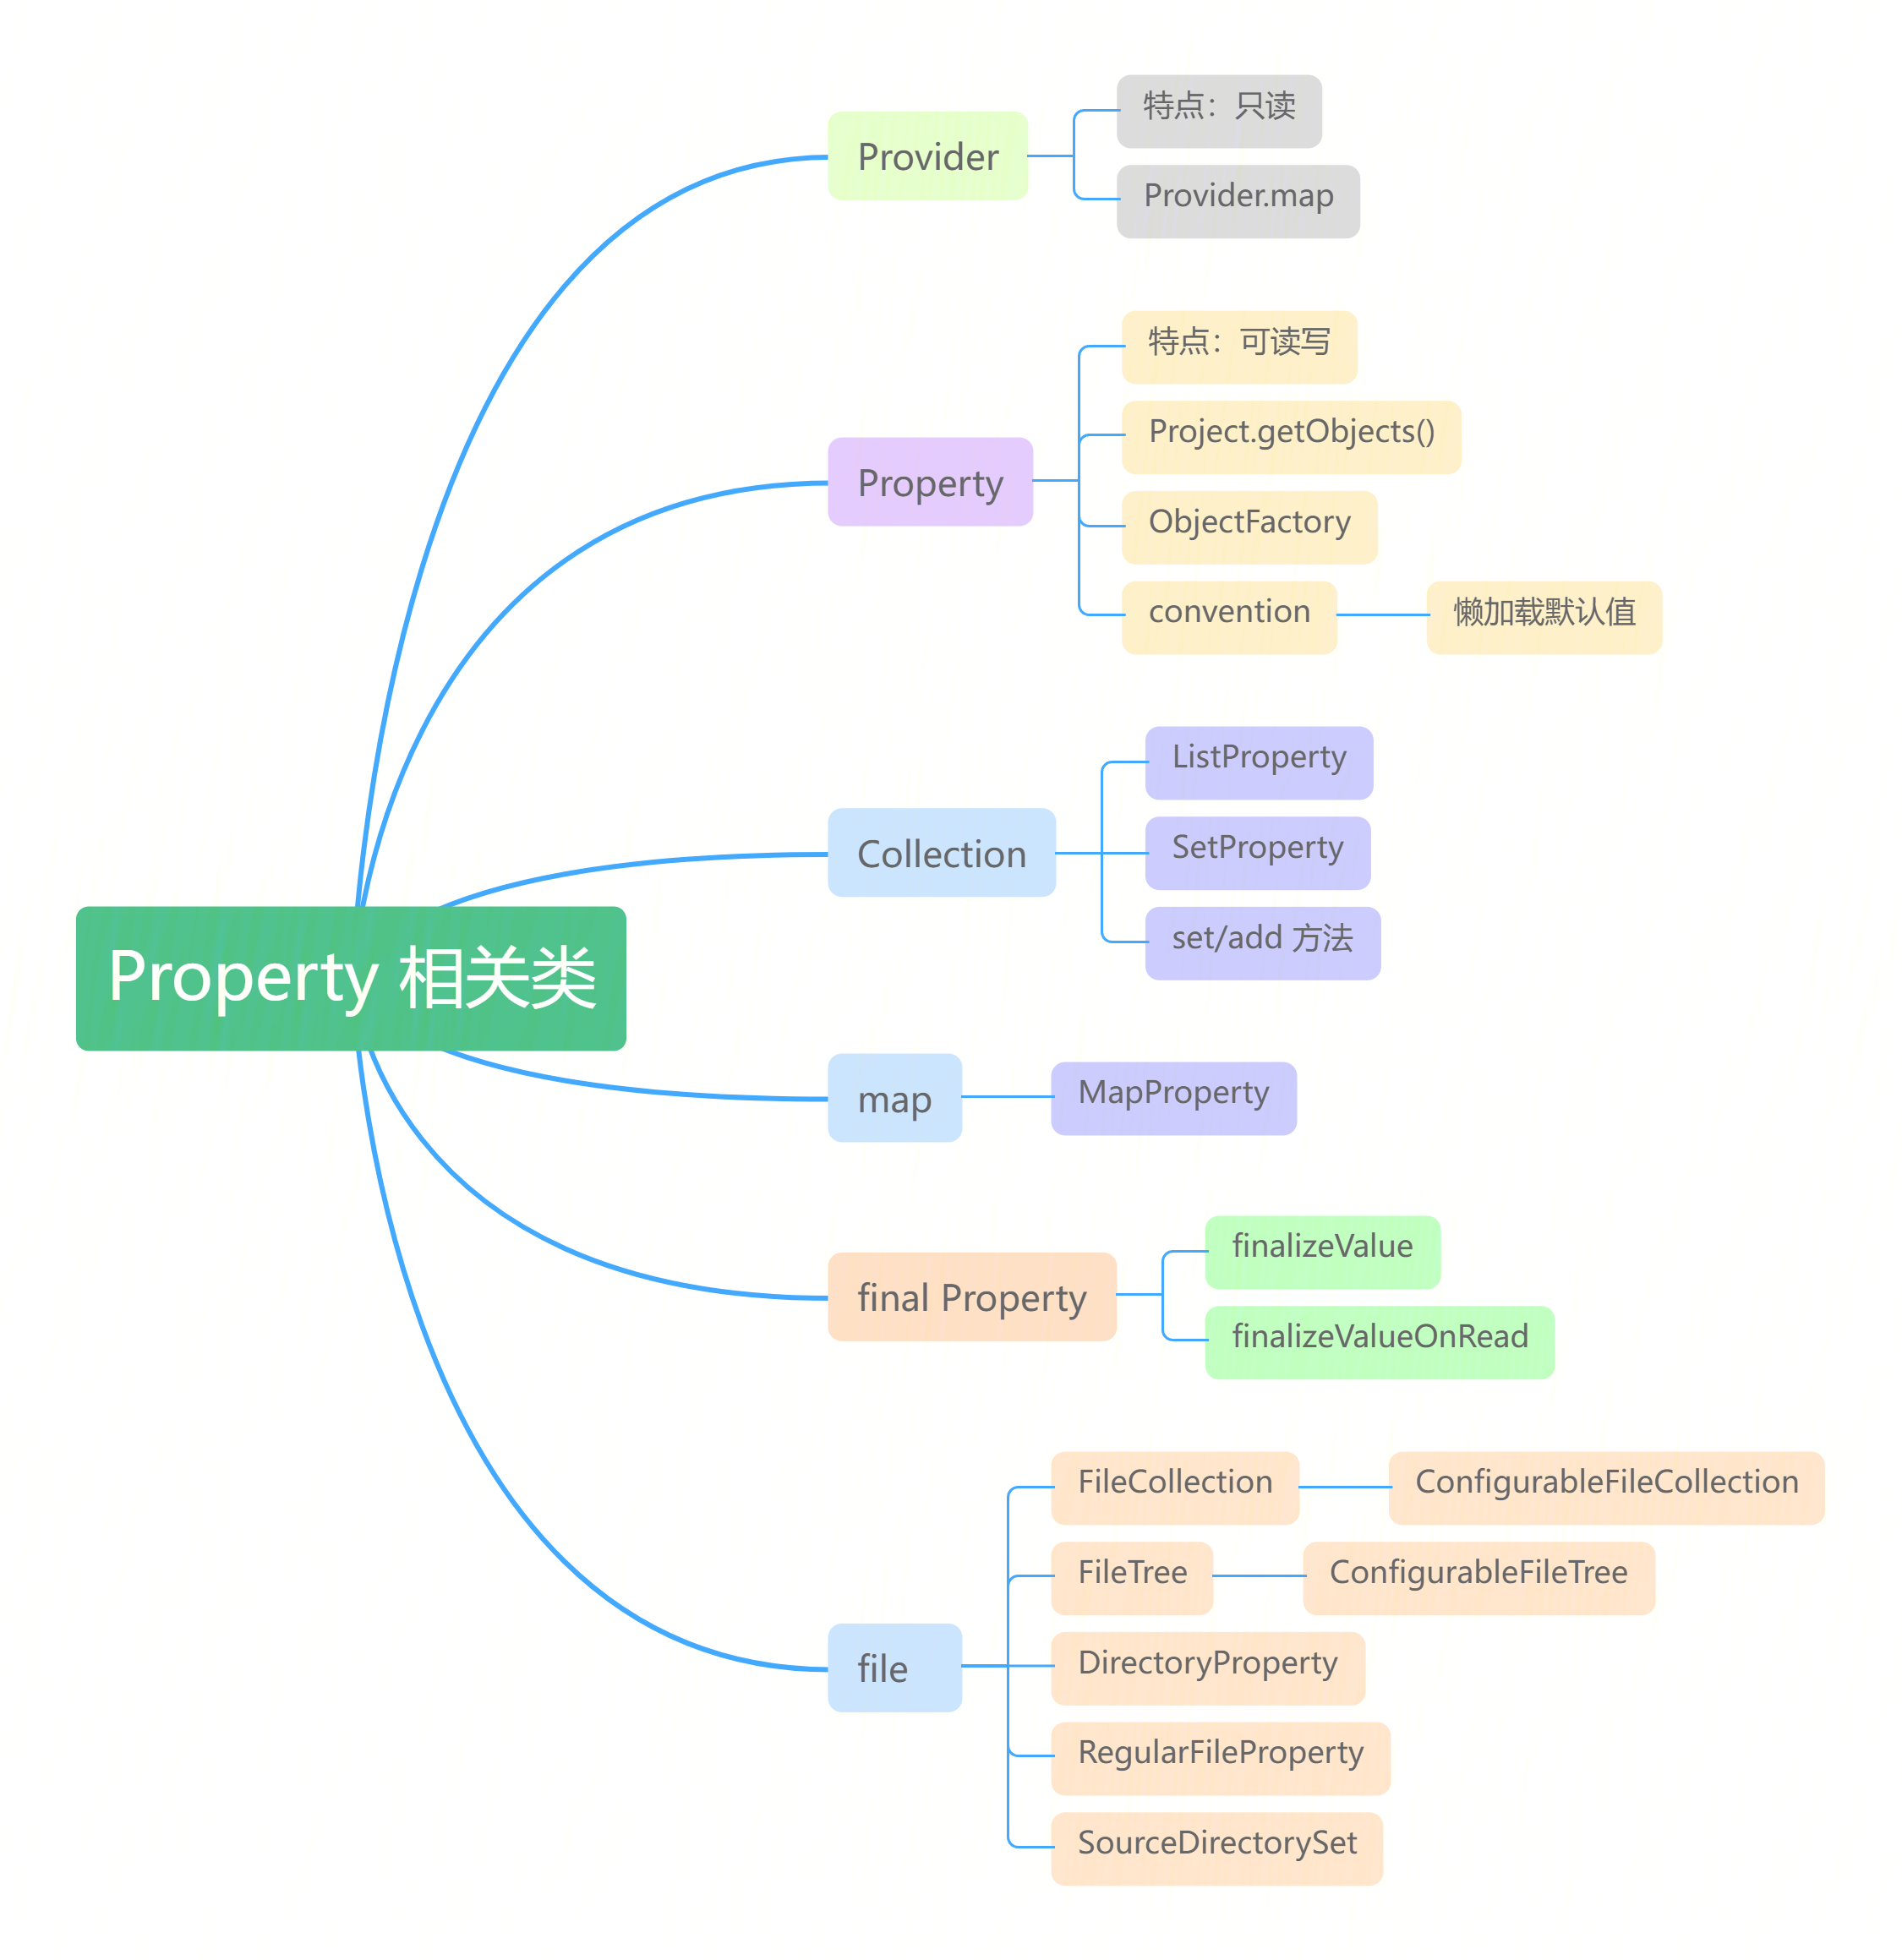 Property 相关类
Provider
特点：只读
Provider.map
Property
特点：可读写
Project.getObjects()
ObjectFactory
convention
懒加载默认值
Collection
ListProperty
SetProperty
set/add 方法
map
MapProperty
final Property
finalizeValue
finalizeValueOnRead
file
FileCollection
ConfigurableFileCollection
FileTree
ConfigurableFileTree
DirectoryProperty
RegularFileProperty
SourceDirectorySet